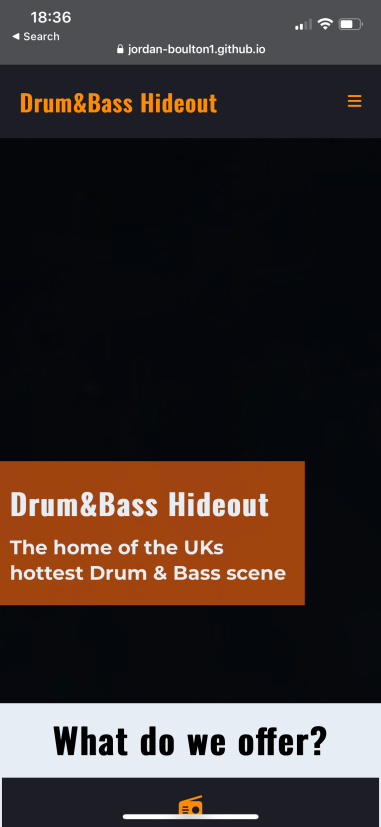 18:36
◄ Search
jordan-boulton1.github.io
Drum&Bass Hideout
Drum&Bass Hideout
The home of the UKs
hottest Drum & Bass scene
What do we offer?